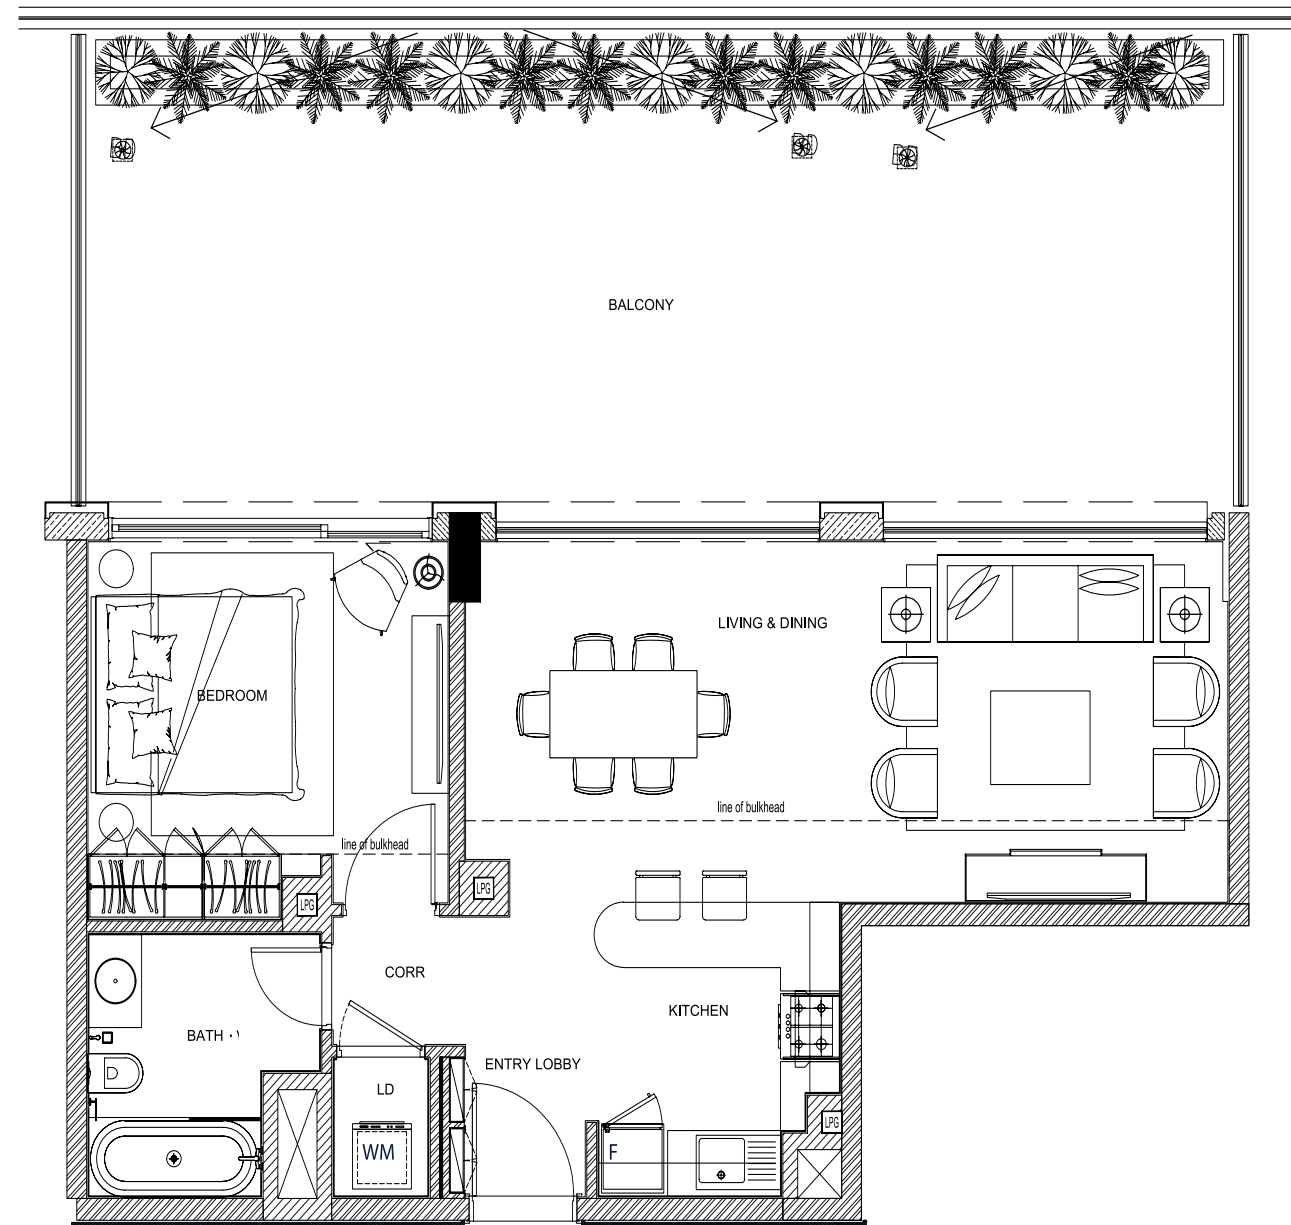 BALCONY
LIVING & DINING
BEDROOM
line of bulkhead
line of bulkhead
LPG
LPG
CORR
KITCHEN
BATH
ENTRY LOBBY
LD
LPG
WM
F